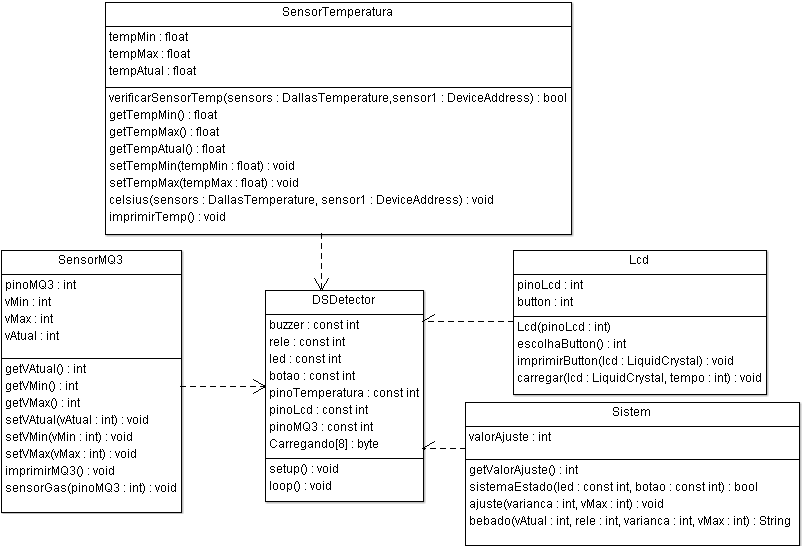 SensorTemperatura
tempMin : float
tempMax : float
tempAtual : float
verificarSensorTemp(sensors : DallasTemperature,sensor1 : DeviceAddress) : bool
getTempMin() : float
getTempMax() : float
getTempAtual() : float
setTempMin(tempMin : float) : void
setTempMax(tempMax : float) : void
celsius(sensors : DallasTemperature, sensor1 : DeviceAddress) : void
imprimirTemp() : void
SensorMQ3
pinoMQ3 : int
vMin : int
vMax : int
vAtual : int
getVAtual() : int
getVMin() : int
getVMax() : int
setVAtual(vAtual : int) : void
setVMin(vMin : int) : void
setVMax(vMax : int) : void
imprimirMQ3() : void
sensorGas(pinoMQ3 : int) : void
DSDetector
buzzer : const int
rele : const int
led : const int
botao : const int
pinoTemperatura : const int
pinoLcd : const int
pinoMQ3 : const int
Carregando[8] : byte
setup() : void
loop() : void
Lcd
pinoLcd : int
button : int
Lcd(pinoLcd : int)
escolhaButton() : int
imprimirButton(lcd : LiquidCrystal) : void
carregar(lcd : LiquidCrystal, tempo : int) : void
Sistem
valorAjuste : int
getValorAjuste() : int
sistemaEstado(led : const int, botao : const int) : bool
ajuste(varianca : int, vMax : int) : void
bebado(vAtual : int, rele : int, varianca : int, vMax : int) : String